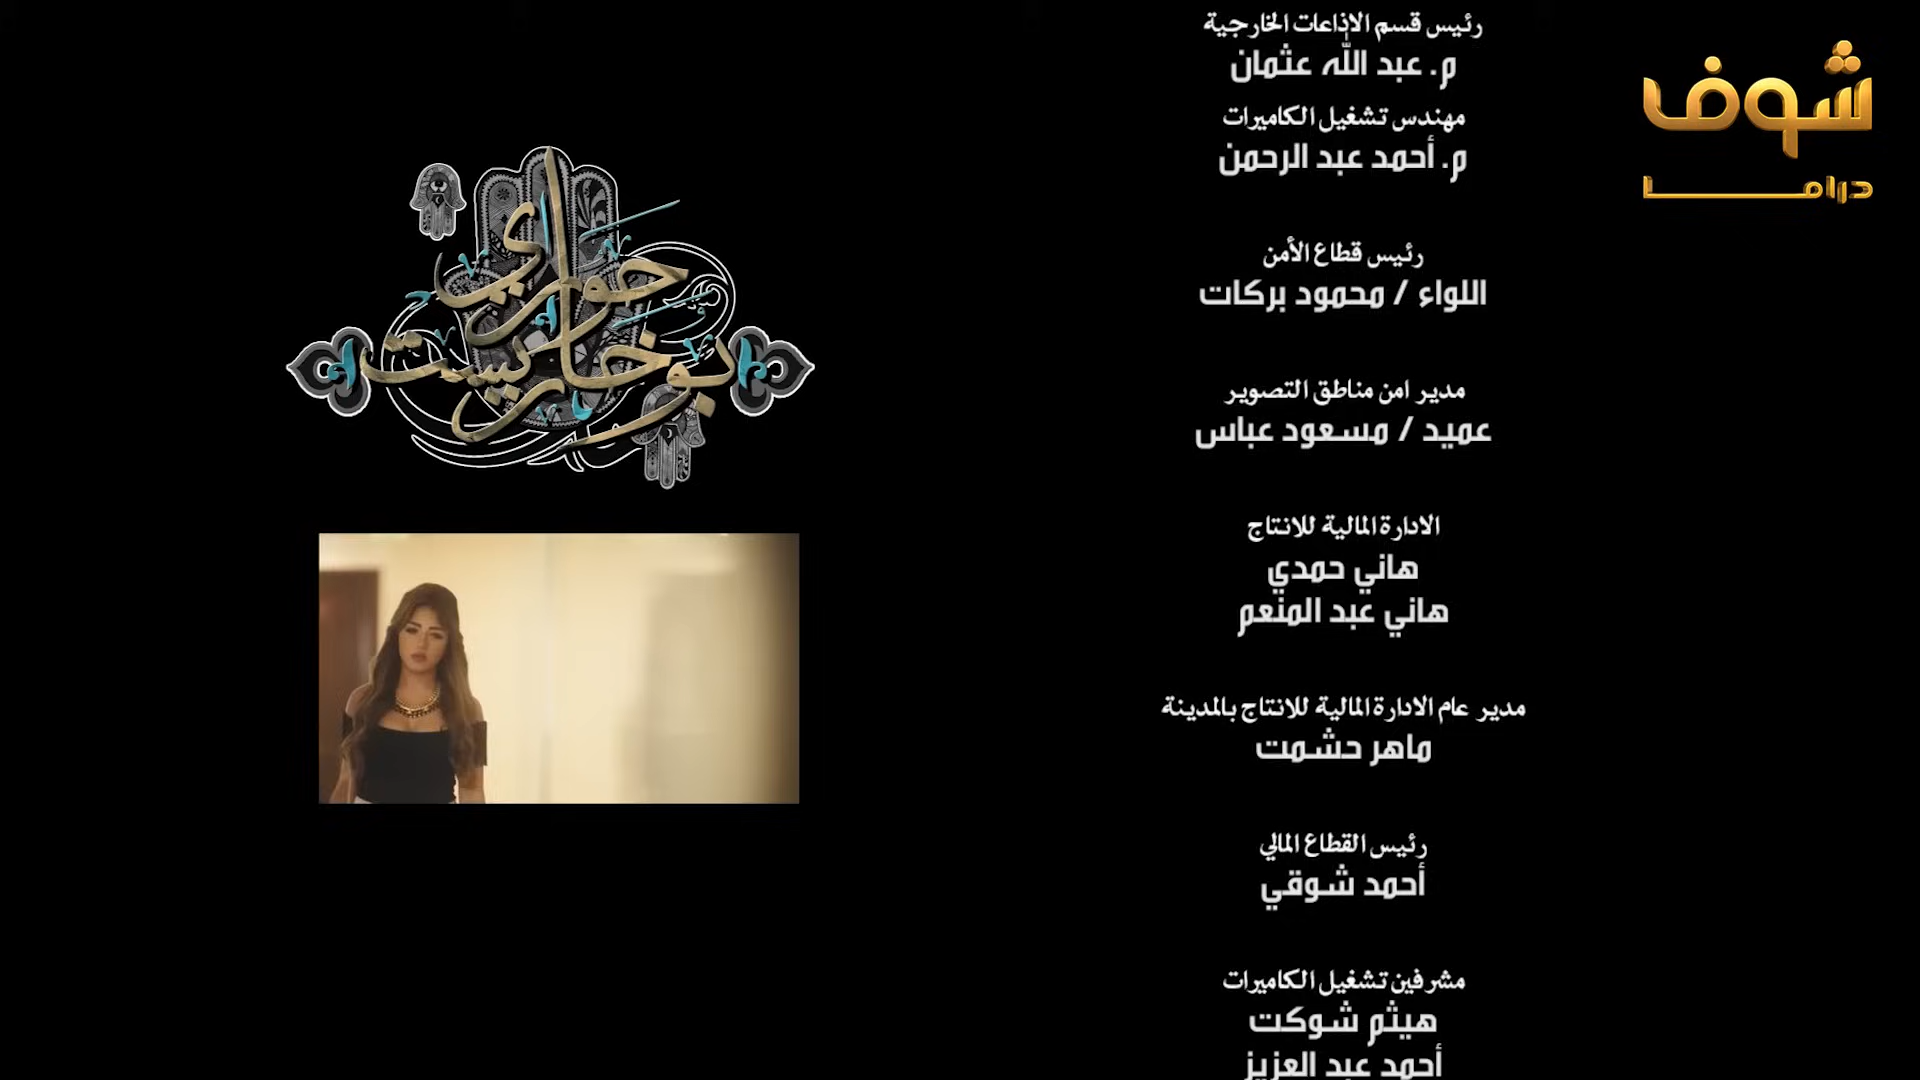 رئيس قسم الاذاعات الخارجية
م. عبد الله عثمان
مهندس تشغيل الكاميرات
م. أحمد عبد الرحمن
رئيس قطاع الأمن
اللواء / محمود بركات
مدير امن مناطق التصوير
عميد / مسعود عباس
الادارة المالية للانتاج
هاني حمدي
هاني عبد المنعم
مدير عام الادارة المالية للانتاج بالمدينة
ماهر حشمت
رئيس القطاع المالي
أحمد شوقي
مشرفين تشغيل الكاميرات
هيثم شوكت
أحمد عبد العزيز
شوف
دراما
جواري
بوخاريست